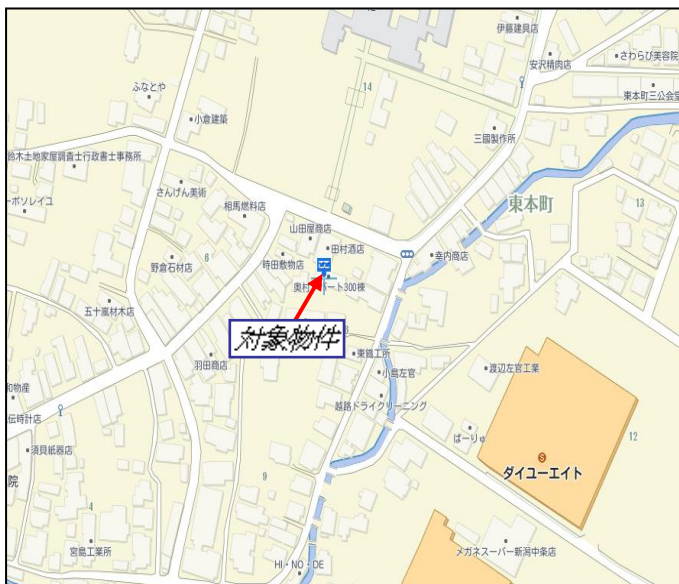 伊藤建具店
安沢精肉店
さわらび美容院
ふなとや
14
東本町三公会堂
小倉建築
三國製作所
鈴木土地家屋調査士行政書士事務所
さんげん美術
ーボソレイユ
相馬燃料店
東本町
13
山田屋商店
田村酒店
6
野倉石材店
時田敷物店
幸内商店
奥村
パート300棟
五十嵐材木店
対象物件
8
東鐵工所
羽田商店
小島左官
渡辺左官工業
和物産
伝時計店
越路ドライクリーニング
ぱーりゅ
12
須貝紙器店
ダイユーエイト
院
9
4
宮島工業所
メガネスーパー新潟中条店
HI・NO・DE